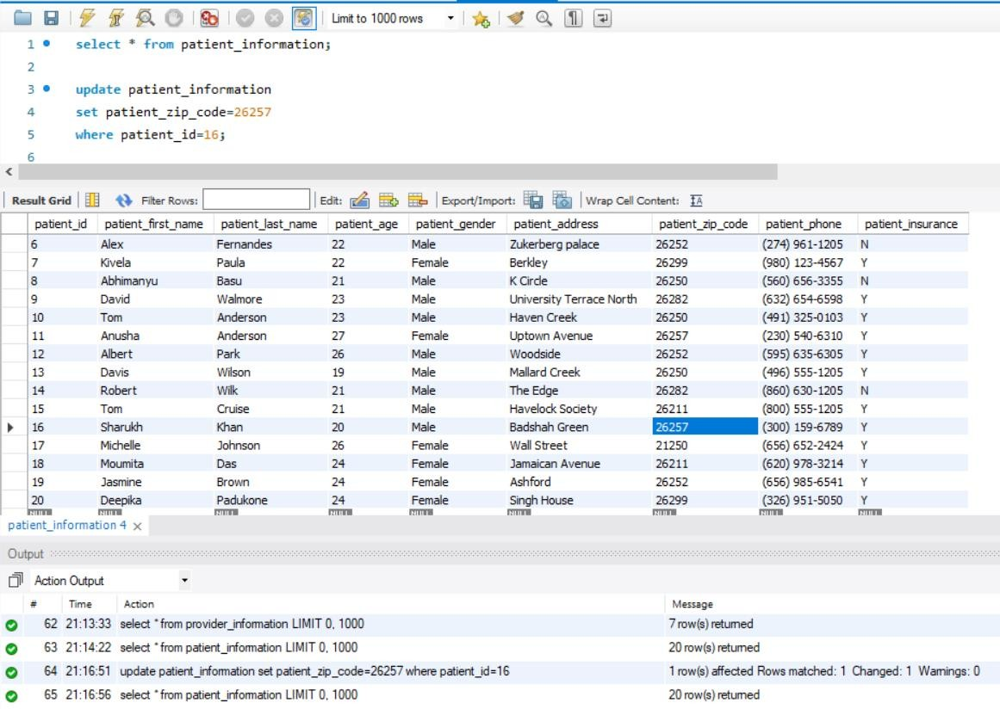 Limit to 1000 rows
1 select * from patient_information;
2
3 update patient_information
4 set patient_zip_code=26257
5 where patient_id=16;
6
Result Grid Filter Rows: Edit: Export/Import: Wrap Cell Content:
patient_id patient_first_name patient_last_name patient_age patient_gender patient_address patient_zip_code patient_phone patient_insurance
6 Alex Fernandes 22 Male Zukerberg palace 26252 (274) 961-1205 N
7 Kivela Paula 22 Female Berkley 26299 (980) 123-4567 Y
8 Abhimanyu Basu 21 Male K Circle 26250 (560) 656-3355 N
9 David Walmore 23 Male University Terrace North 26282 (632) 654-6598 Y
10 Tom Anderson 23 Male Haven Creek 26250 (491) 325-0103 Y
11 Anusha Anderson 27 Female Uptown Avenue 26257 (230) 540-6310 Y
12 Albert Park 26 Male Woodside 26252 (595) 635-6305 Y
13 Davis Wilson 19 Male Mallard Creek 26250 (496) 555-1205 Y
14 Robert Wilk 21 Male The Edge 26282 (860) 630-1205 N
15 Tom Cruise 21 Male Havelock Society 26211 (800) 555-1205 Y
16 Sharukh Khan 20 Male Badshah Green 26257 (300) 159-6789 Y
17 Michelle Johnson 26 Female Wall Street 21250 (656) 652-2424 Y
18 Moumita Das 24 Female Jamaican Avenue 26211 (620) 978-3214 Y
19 Jasmine Brown 24 Female Ashford 26252 (656) 985-6541 Y
20 Deepika Padukone 24 Female Singh House 26299 (326) 951-5050 Y
NULL NULL NULL NULL NULL NULL NULL NULL NULL
patient_information 4
Output
Action Output
# Time Action Message
62 21:13:33 select * from provider_information LIMIT 0, 1000 7 row(s) returned
63 21:14:22 select * from patient_information LIMIT 0, 1000 20 row(s) returned
64 21:16:51 update patient_information set patient_zip_code=26257 where patient_id=16 1 row(s) affected Rows matched: 1 Changed: 1 Warnings: 0
65 21:16:56 select * from patient_information LIMIT 0, 1000 20 row(s) returned